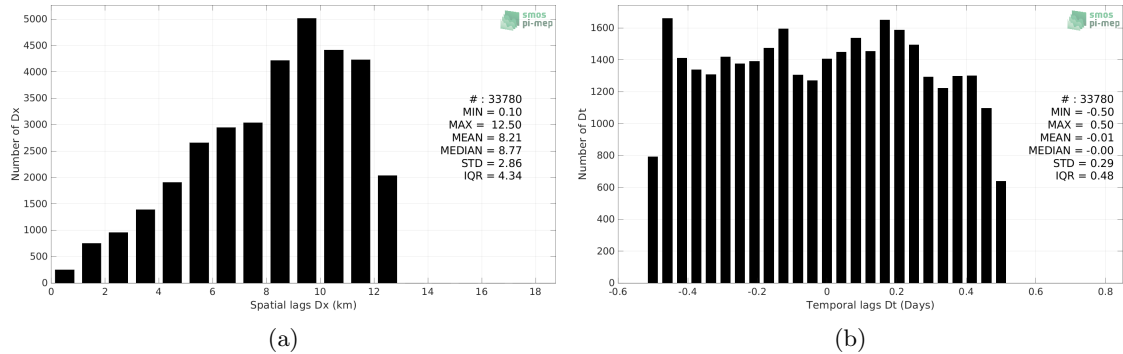 smos
pi-mep
5000
4500
4000
3500
3000
2500
2000
1500
1000
500
0
Number of Dx
# : 33780
MIN = 0.10
MAX = 12.50
MEAN = 8.21
MEDIAN = 8.77
STD = 2.86
IQR = 4.34
0 2 4 6 8 10 12 14 16 18
Spatial lags Dx (km)
(a)
smos
pi-mep
1600
1400
1200
1000
800
600
400
200
0
Number of Dt
# : 33780
MIN = -0.50
MAX = 0.50
MEAN = -0.01
MEDIAN = -0.00
STD = 0.29
IQR = 0.48
-0.6 -0.4 -0.2 0 0.2 0.4 0.6 0.8
Temporal lags Dt (Days)
(b)